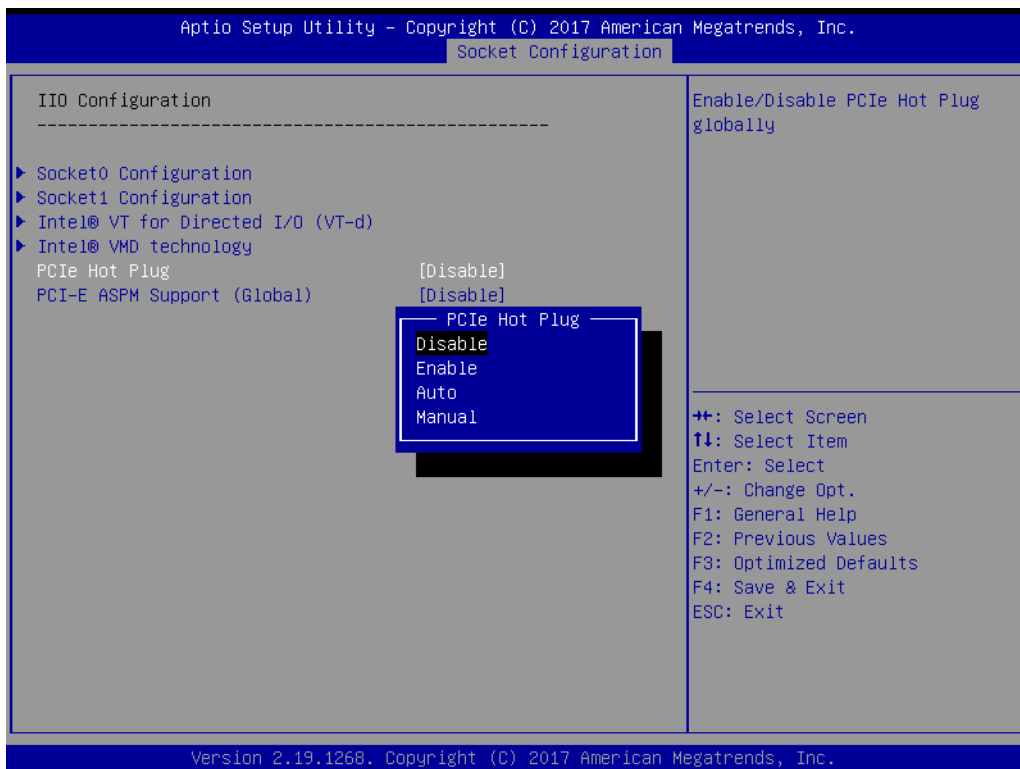 Aptio Setup Utility – Copyright (C) 2017 American Megatrends, Inc.
Socket Configuration
IIO Configuration
--------------------------------------------------
Socket0 Configuration
Socket1 Configuration
Intel® VT for Directed I/O (VT-d)
Intel® VMD technology
PCIe Hot Plug [Disable]
PCI-E ASPM Support (Global) [Disable]
PCIe Hot Plug
Disable
Enable
Auto
Manual
Enable/Disable PCIe Hot Plug
globally
→←: Select Screen
↑↓: Select Item
Enter: Select
+/-: Change Opt.
F1: General Help
F2: Previous Values
F3: Optimized Defaults
F4: Save & Exit
ESC: Exit
Version 2.19.1268. Copyright (C) 2017 American Megatrends, Inc.